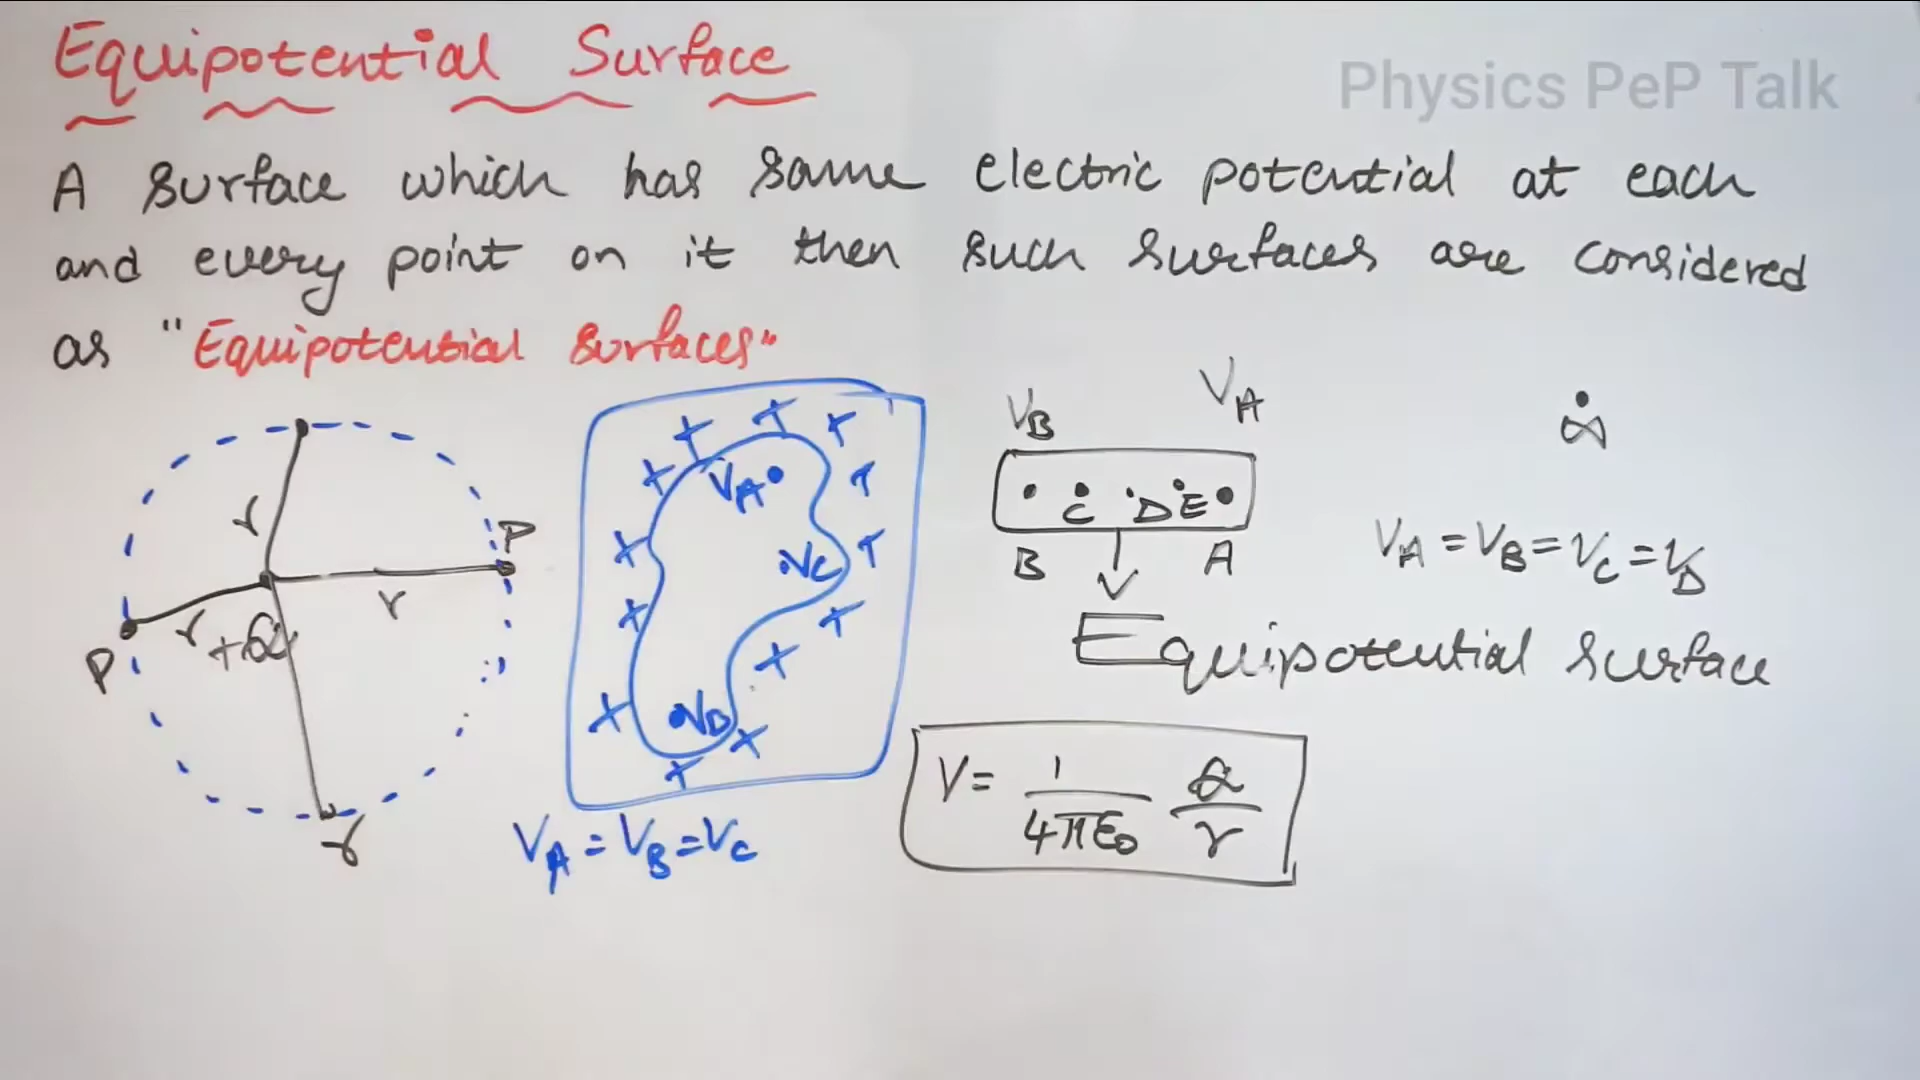 Equipotential Surface
Physics PeP Talk
A surface which has same electric potential at each
and every point on it then such surfaces are considered
as "Equipotential surfaces"
r
P
r
P
r
+Q
r
+ + + + + + + + + + + + + + +
VA
VC
VB
VA = VB = VC
VB
VA
C D E
B A
Q
VA = VB = VC = VD
Equipotential surface
V = 1/4πε0 Q/r